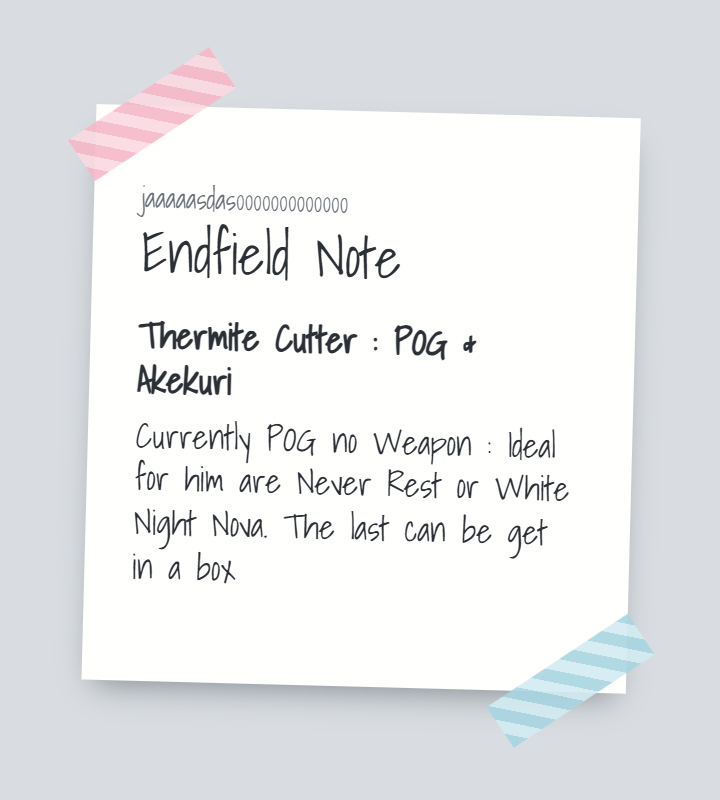 jaaaaasdasooooooooooooo
Endfield Note
Thermite Cutter : POG &
Akekuri
Currently POG no Weapon : Ideal
for him are Never Rest or White
Night Nova. The last can be get
in a box